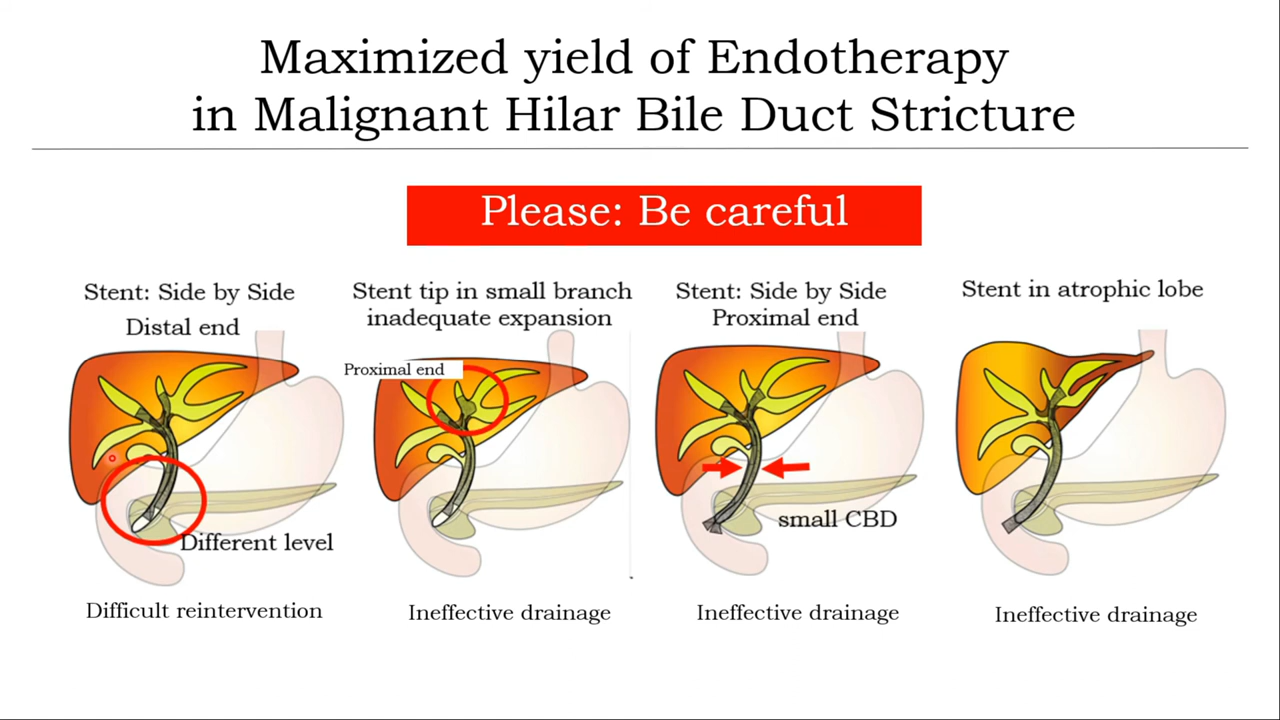 Maximized yield of Endotherapy
in Malignant Hilar Bile Duct Stricture
Please: Be careful
Stent: Side by Side
Distal end
Different level
Difficult reintervention
Stent tip in small branch
inadequate expansion
Proximal end
Ineffective drainage
Stent: Side by Side
Proximal end
small CBD
Ineffective drainage
Stent in atrophic lobe
Ineffective drainage